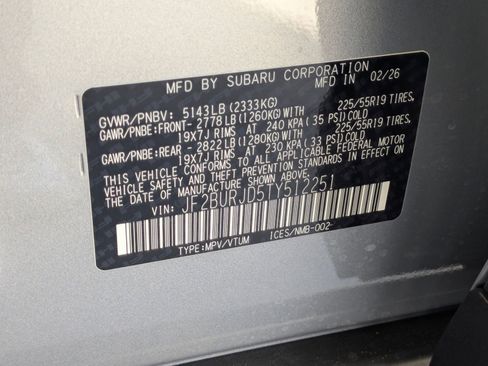 MFD BY SUBARU CORPORATION
MFD IN 02/26
GVWR/PNBV: 5143LB(2333KG)
GAWR/PNBE:FRONT-2778LB(1260KG)WITH 225/55R19 TIRES,
19X7J RIMS AT 240 KPA(35 PSI)COLD
GAWR/PNBE:REAR -2822LB(1280KG)WITH 225/55R19 TIRES,
19X7J RIMS AT 230 KPA(33 PSI)COLD
THIS VEHICLE CONFORMS TO ALL APPLICABLE FEDERAL MOTOR
VEHICLE SAFETY AND THEFT PREVENTION STANDARDS IN EFFECT ON
THE DATE OF MANUFACTURE SHOWN ABOVE.
VIN: JF2BURJD5TY512251
TYPE:MPV/VTUM ICES/NMB-002-